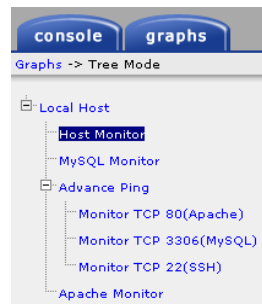 console graphs
Graphs -> Tree Mode
Local Host
Host Monitor
MySQL Monitor
Advance Ping
Monitor TCP 80(Apache)
Monitor TCP 3306(MySQL)
Monitor TCP 22(SSH)
Apache Monitor